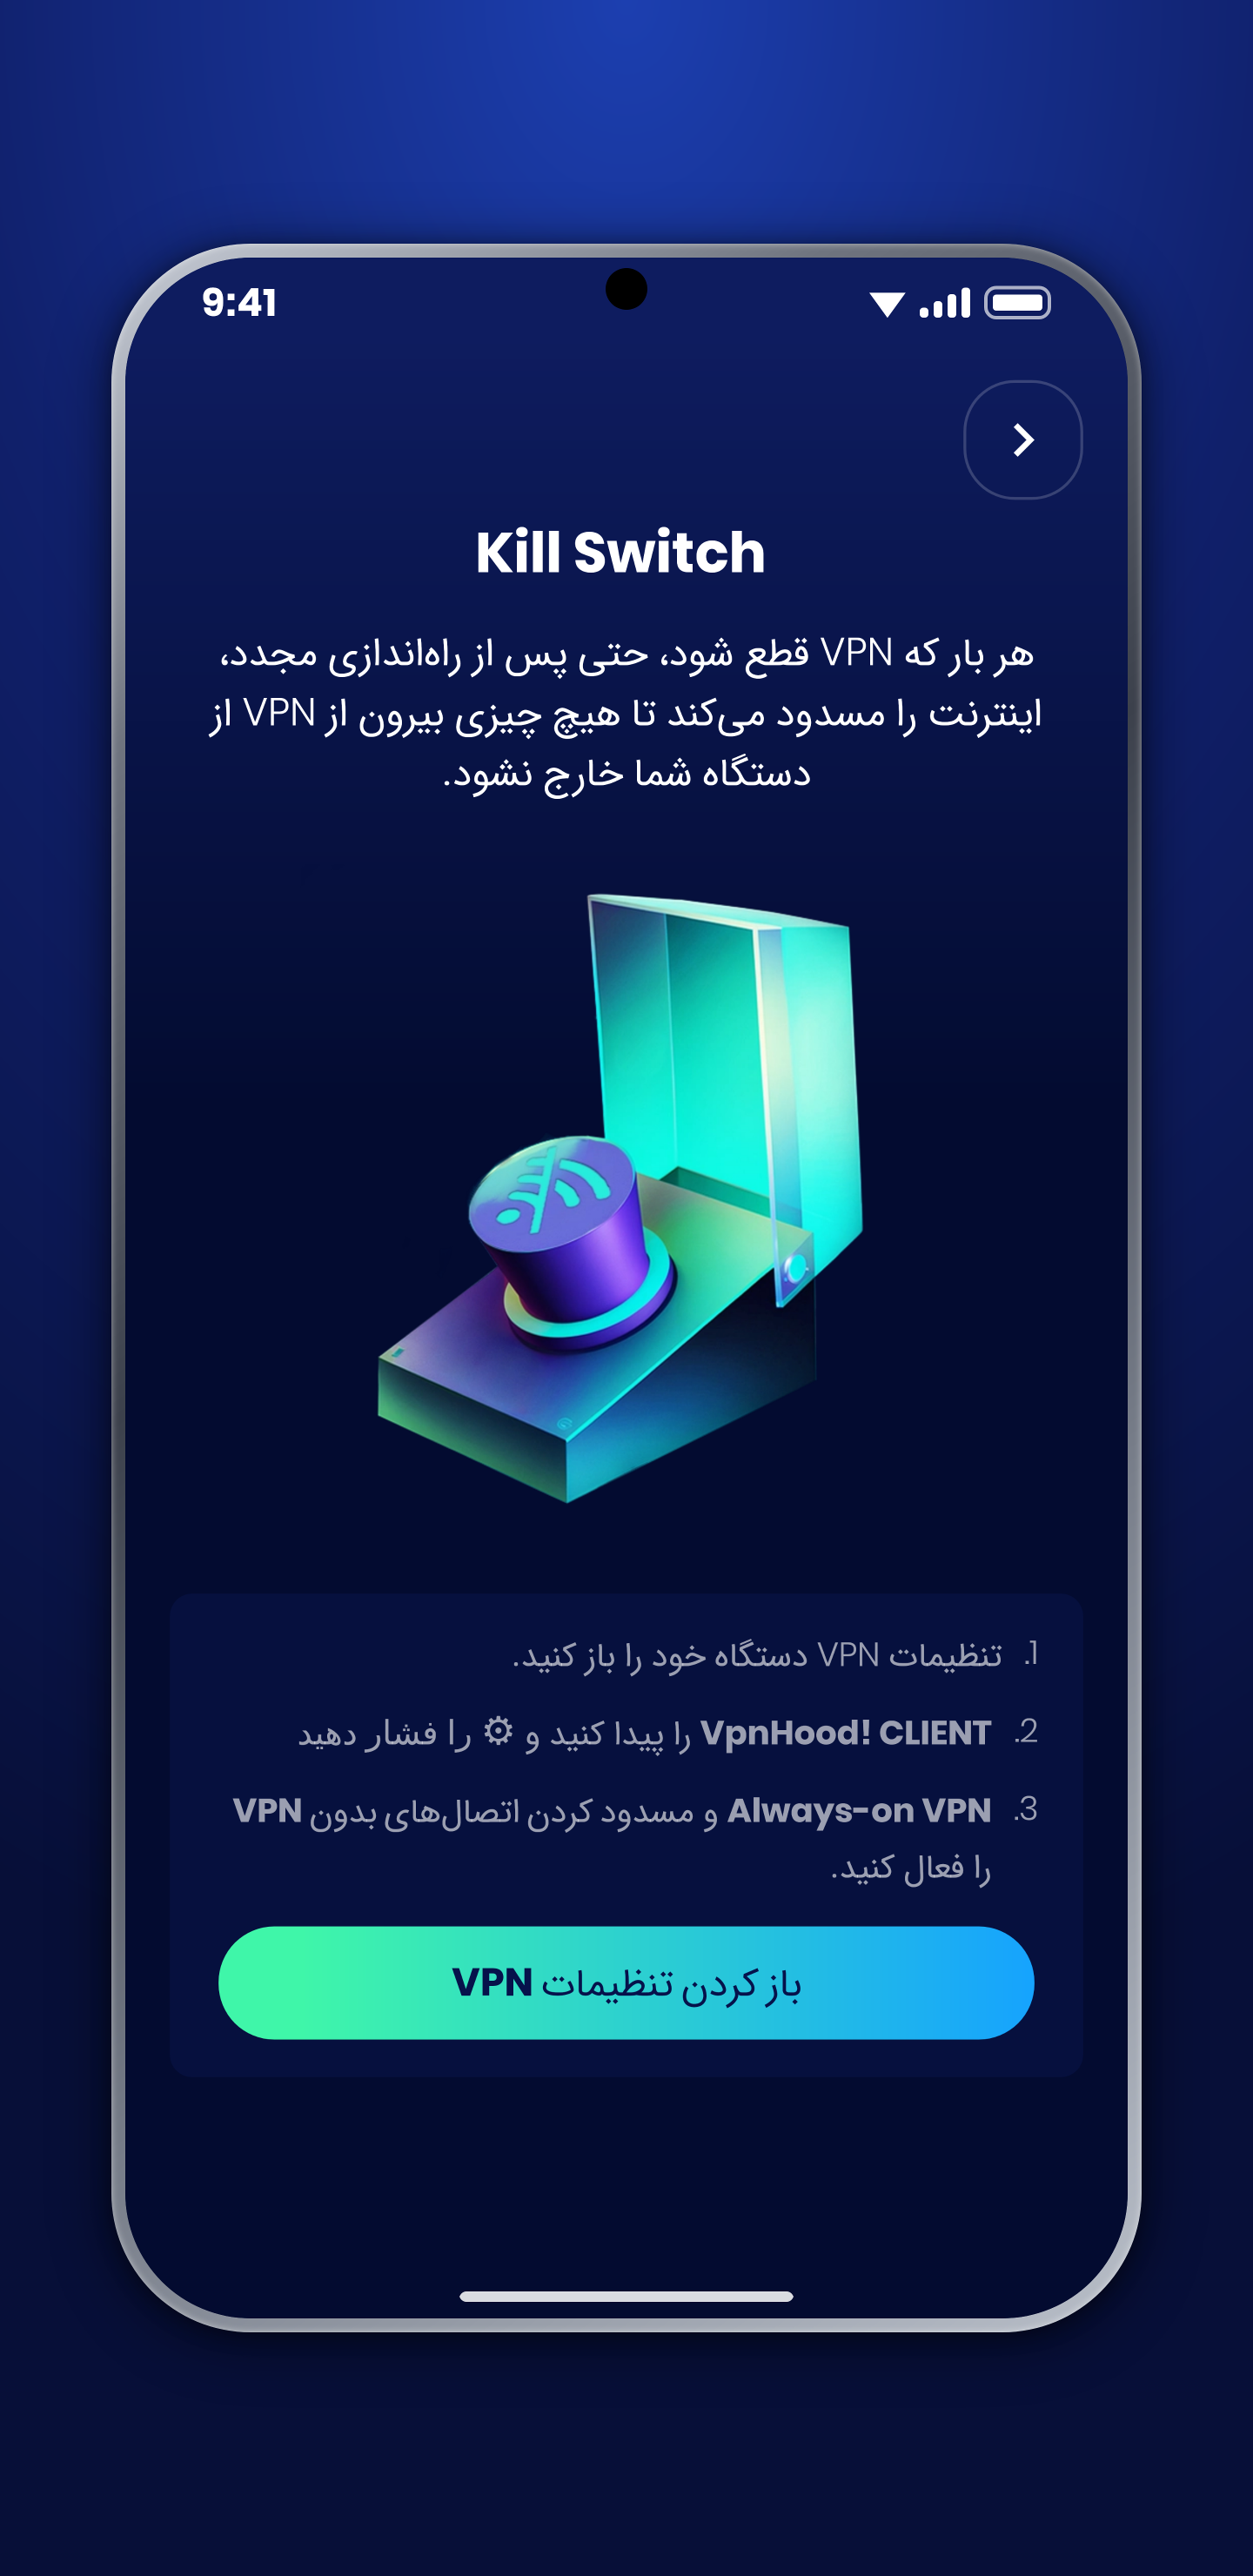 9:41
Kill Switch
هر بار که VPN قطع شود، حتی پس از راه‌اندازی مجدد،
اینترنت را مسدود می‌کند تا هیچ چیزی بیرون از VPN از
دستگاه شما خارج نشود.
1. تنظیمات VPN دستگاه خود را باز کنید.
2. VpnHood! CLIENT را پیدا کنید و ⚙ را فشار دهید
3. Always-on VPN و مسدود کردن اتصال‌های بدون VPN
را فعال کنید.
باز کردن تنظیمات VPN